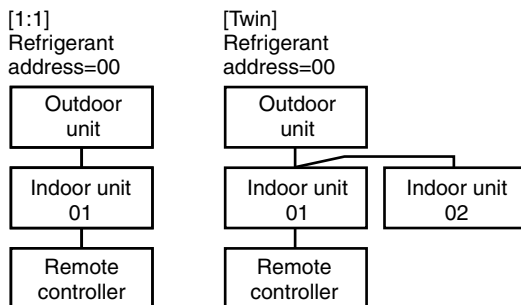 [1:1]
Refrigerant
address=00
Outdoor
unit
Indoor unit
01
Remote
controller
[Twin]
Refrigerant
address=00
Outdoor
unit
Indoor unit
01
Indoor unit
02
Remote
controller